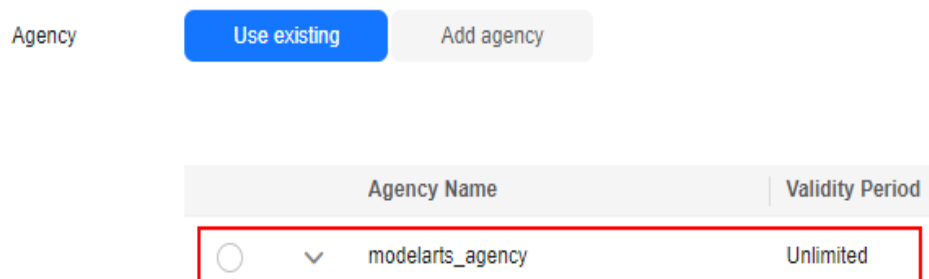 Agency Use existing Add agency
Agency Name Validity Period
modelarts_agency Unlimited